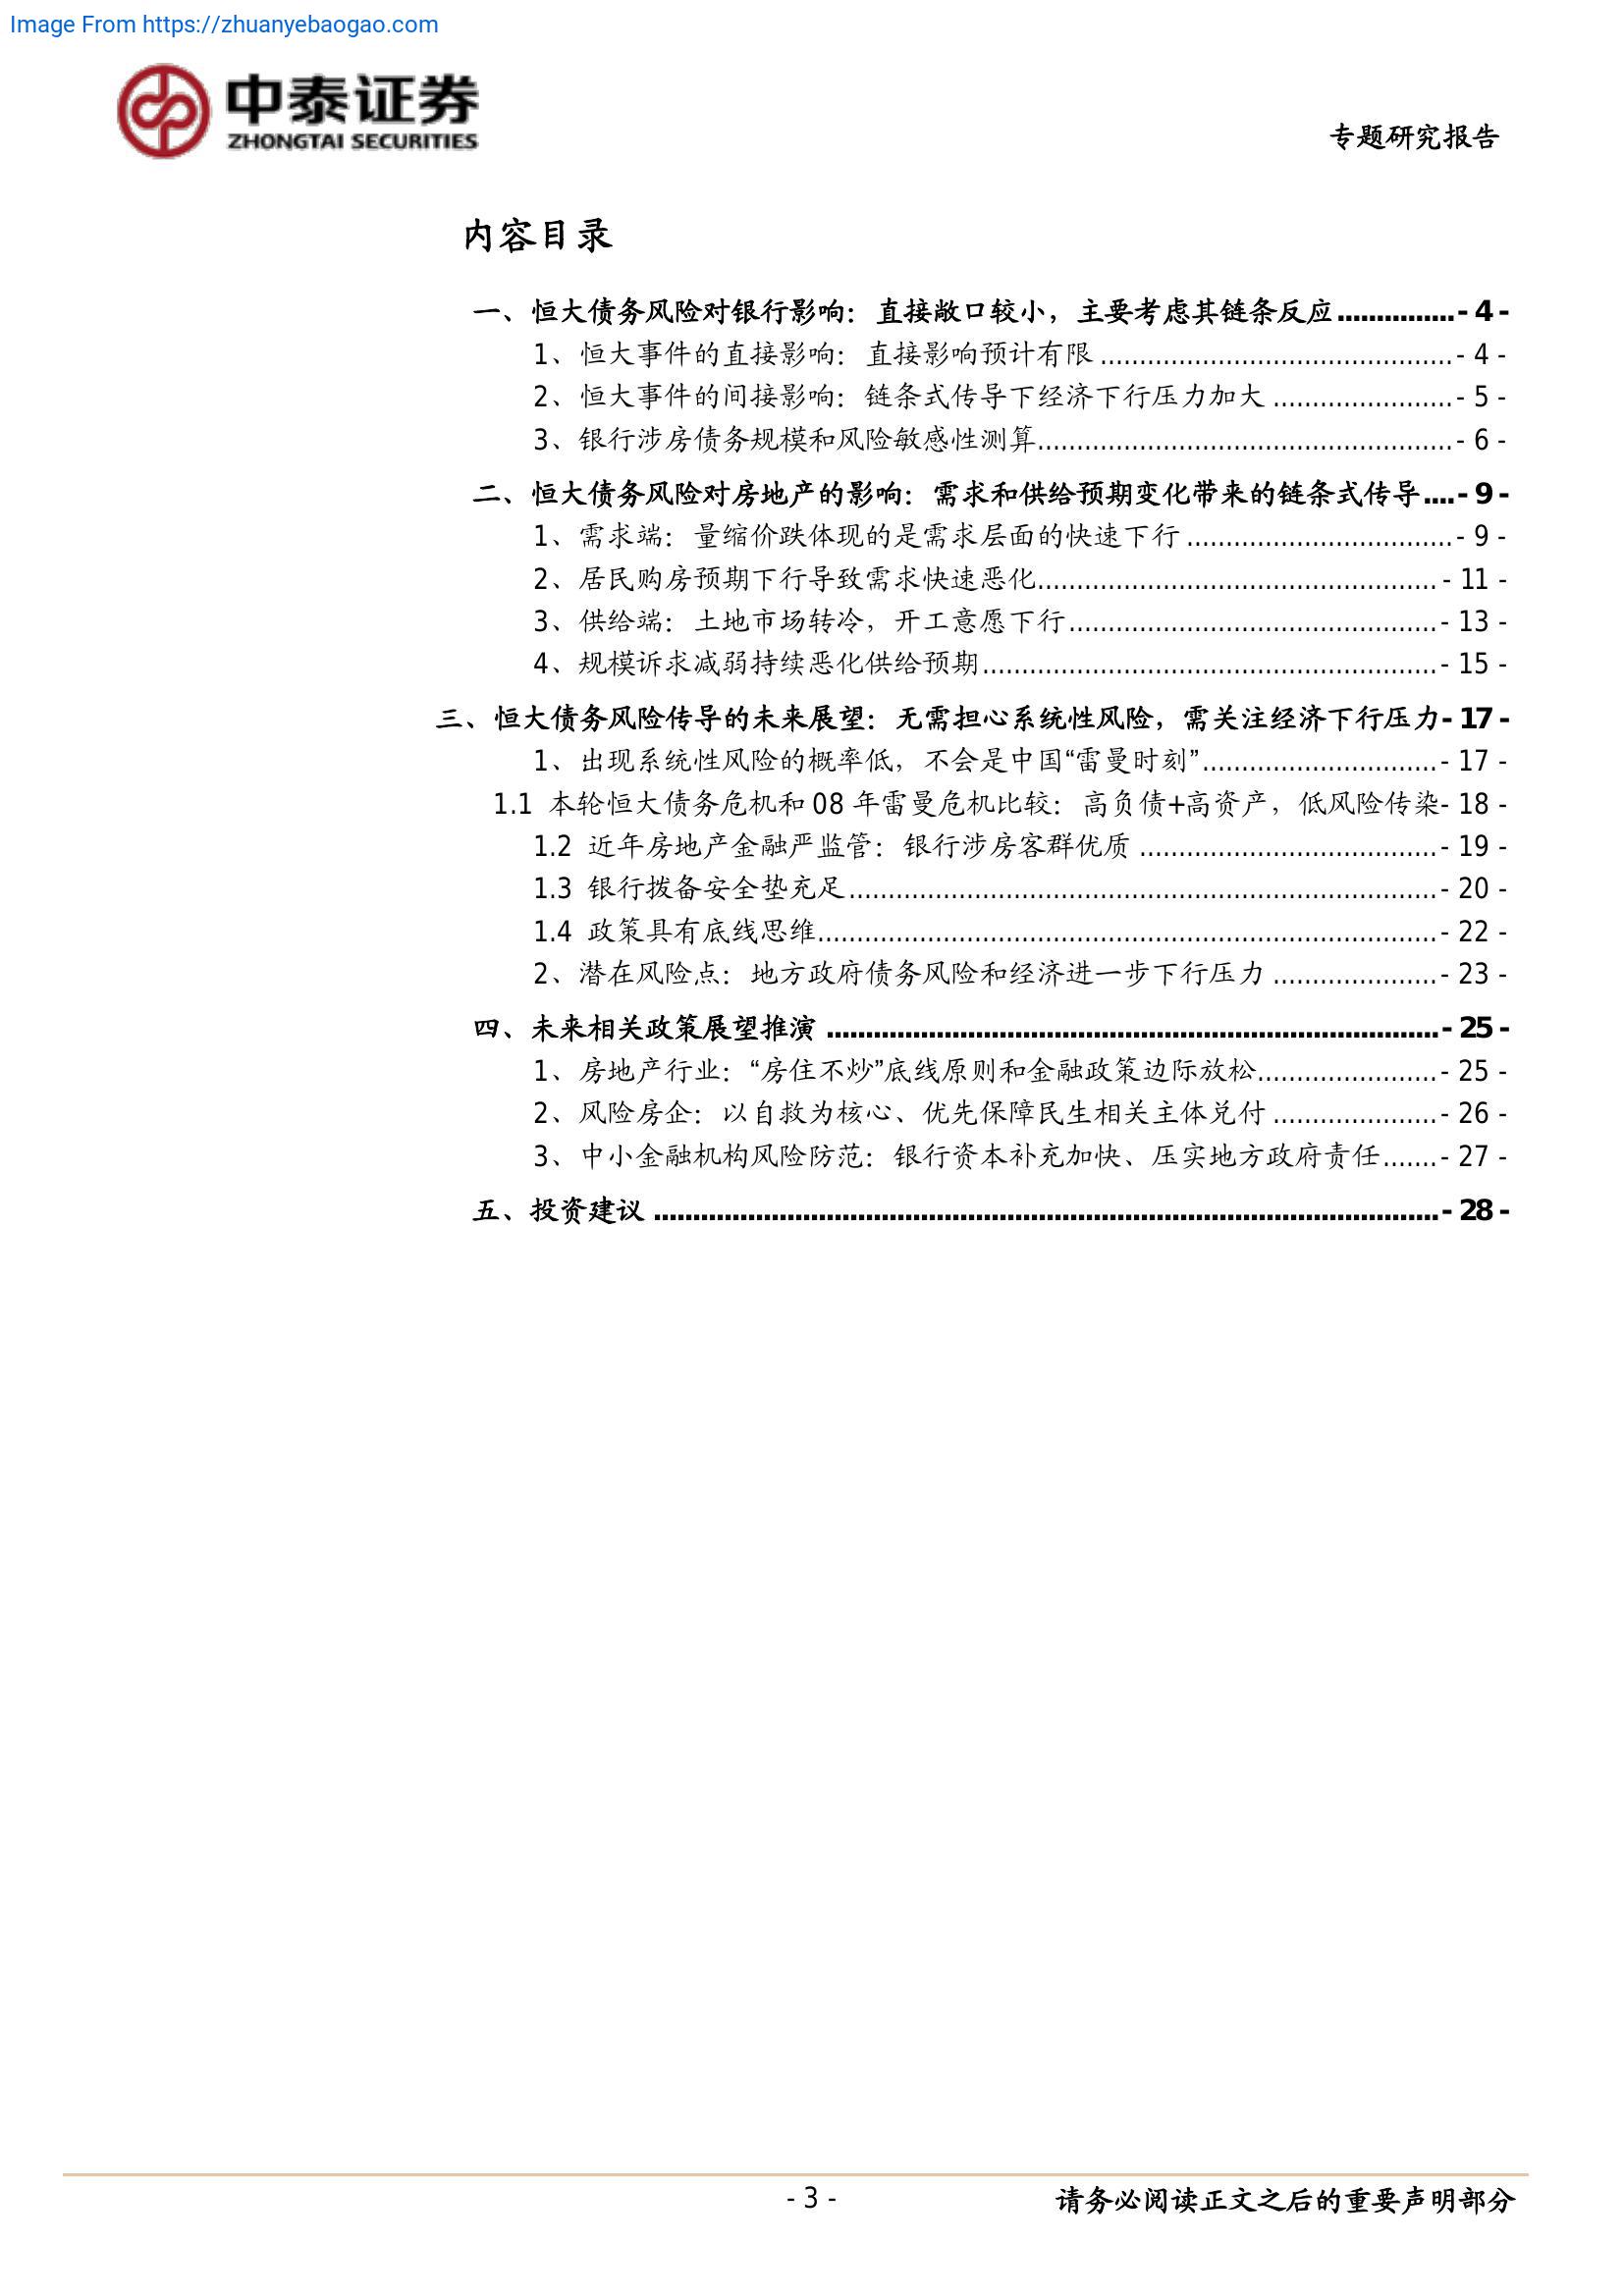 Image From https://zhuanyebaogao.com
中泰证券
ZHONGTAI SECURITIES
专题研究报告
内容目录
一、恒大债务风险对银行影响：直接敞口较小，主要考虑其链条反应...............- 4 -
1、恒大事件的直接影响：直接影响预计有限.............................................- 4 -
2、恒大事件的间接影响：链条式传导下经济下行压力加大.......................- 5 -
3、银行涉房债务规模和风险敏感性测算.....................................................- 6 -
二、恒大债务风险对房地产的影响：需求和供给预期变化带来的链条式传导....- 9 -
1、需求端：量缩价跌体现的是需求层面的快速下行..................................- 9 -
2、居民购房预期下行导致需求快速恶化...................................................- 11 -
3、供给端：土地市场转冷，开工意愿下行...............................................- 13 -
4、规模诉求减弱持续恶化供给预期..........................................................- 15 -
三、恒大债务风险传导的未来展望：无需担心系统性风险，需关注经济下行压力- 17 -
1、出现系统性风险的概率低，不会是中国“雷曼时刻”..............................- 17 -
1.1 本轮恒大债务危机和 08 年雷曼危机比较：高负债+高资产，低风险传染- 18 -
1.2 近年房地产金融严监管：银行涉房客群优质......................................- 19 -
1.3 银行拨备安全垫充足...........................................................................- 20 -
1.4 政策具有底线思维...............................................................................- 22 -
2、潜在风险点：地方政府债务风险和经济进一步下行压力.....................- 23 -
四、未来相关政策展望推演..............................................................................- 25 -
1、房地产行业：“房住不炒”底线原则和金融政策边际放松.......................- 25 -
2、风险房企：以自救为核心、优先保障民生相关主体兑付.....................- 26 -
3、中小金融机构风险防范：银行资本补充加快、压实地方政府责任.......- 27 -
五、投资建议....................................................................................................- 28 -
- 3 -
请务必阅读正文之后的重要声明部分